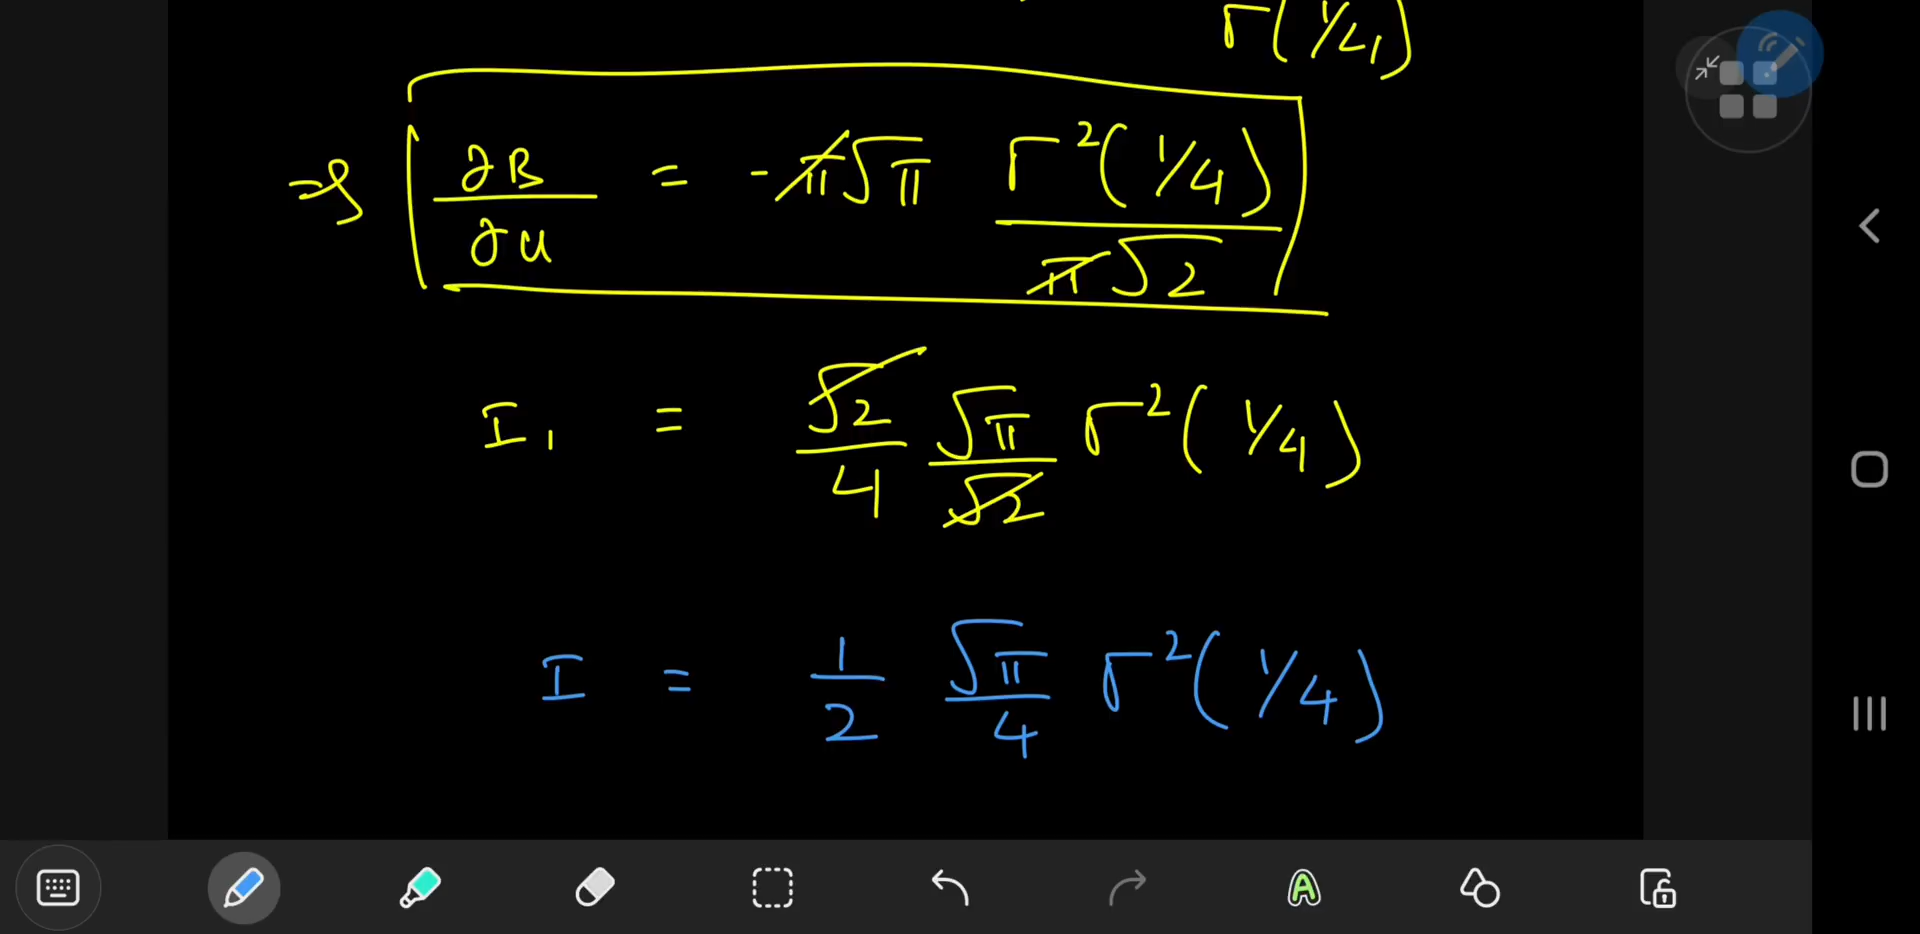 Γ(1/4)
⇒ ∂B/∂u = -π√π Γ²(1/4)/(π√2)
I₁ = √2/4 √π/√2 Γ²(1/4)
I = 1/2 √π/4 Γ²(1/4)
A